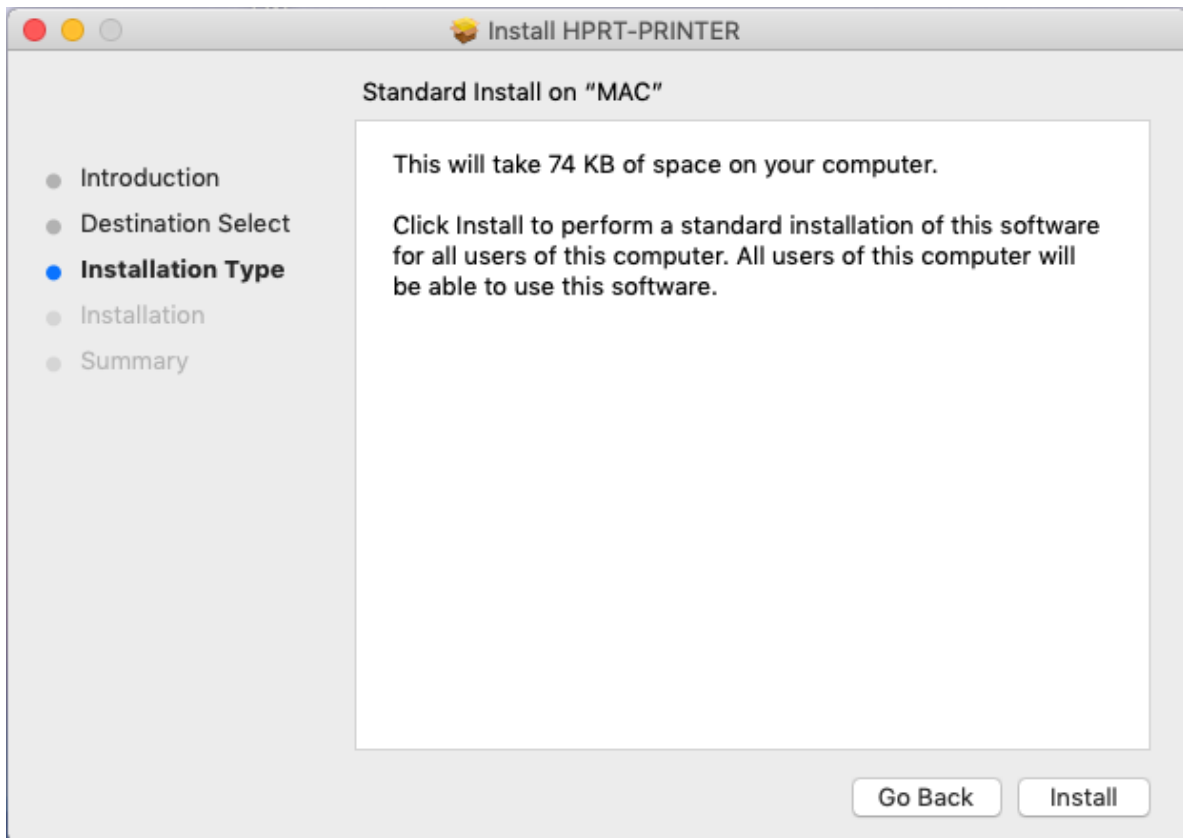 Install HPRT-PRINTER
Standard Install on “MAC”
Introduction
Destination Select
Installation Type
Installation
Summary
This will take 74 KB of space on your computer.
Click Install to perform a standard installation of this software
for all users of this computer. All users of this computer will
be able to use this software.
Go Back
Install